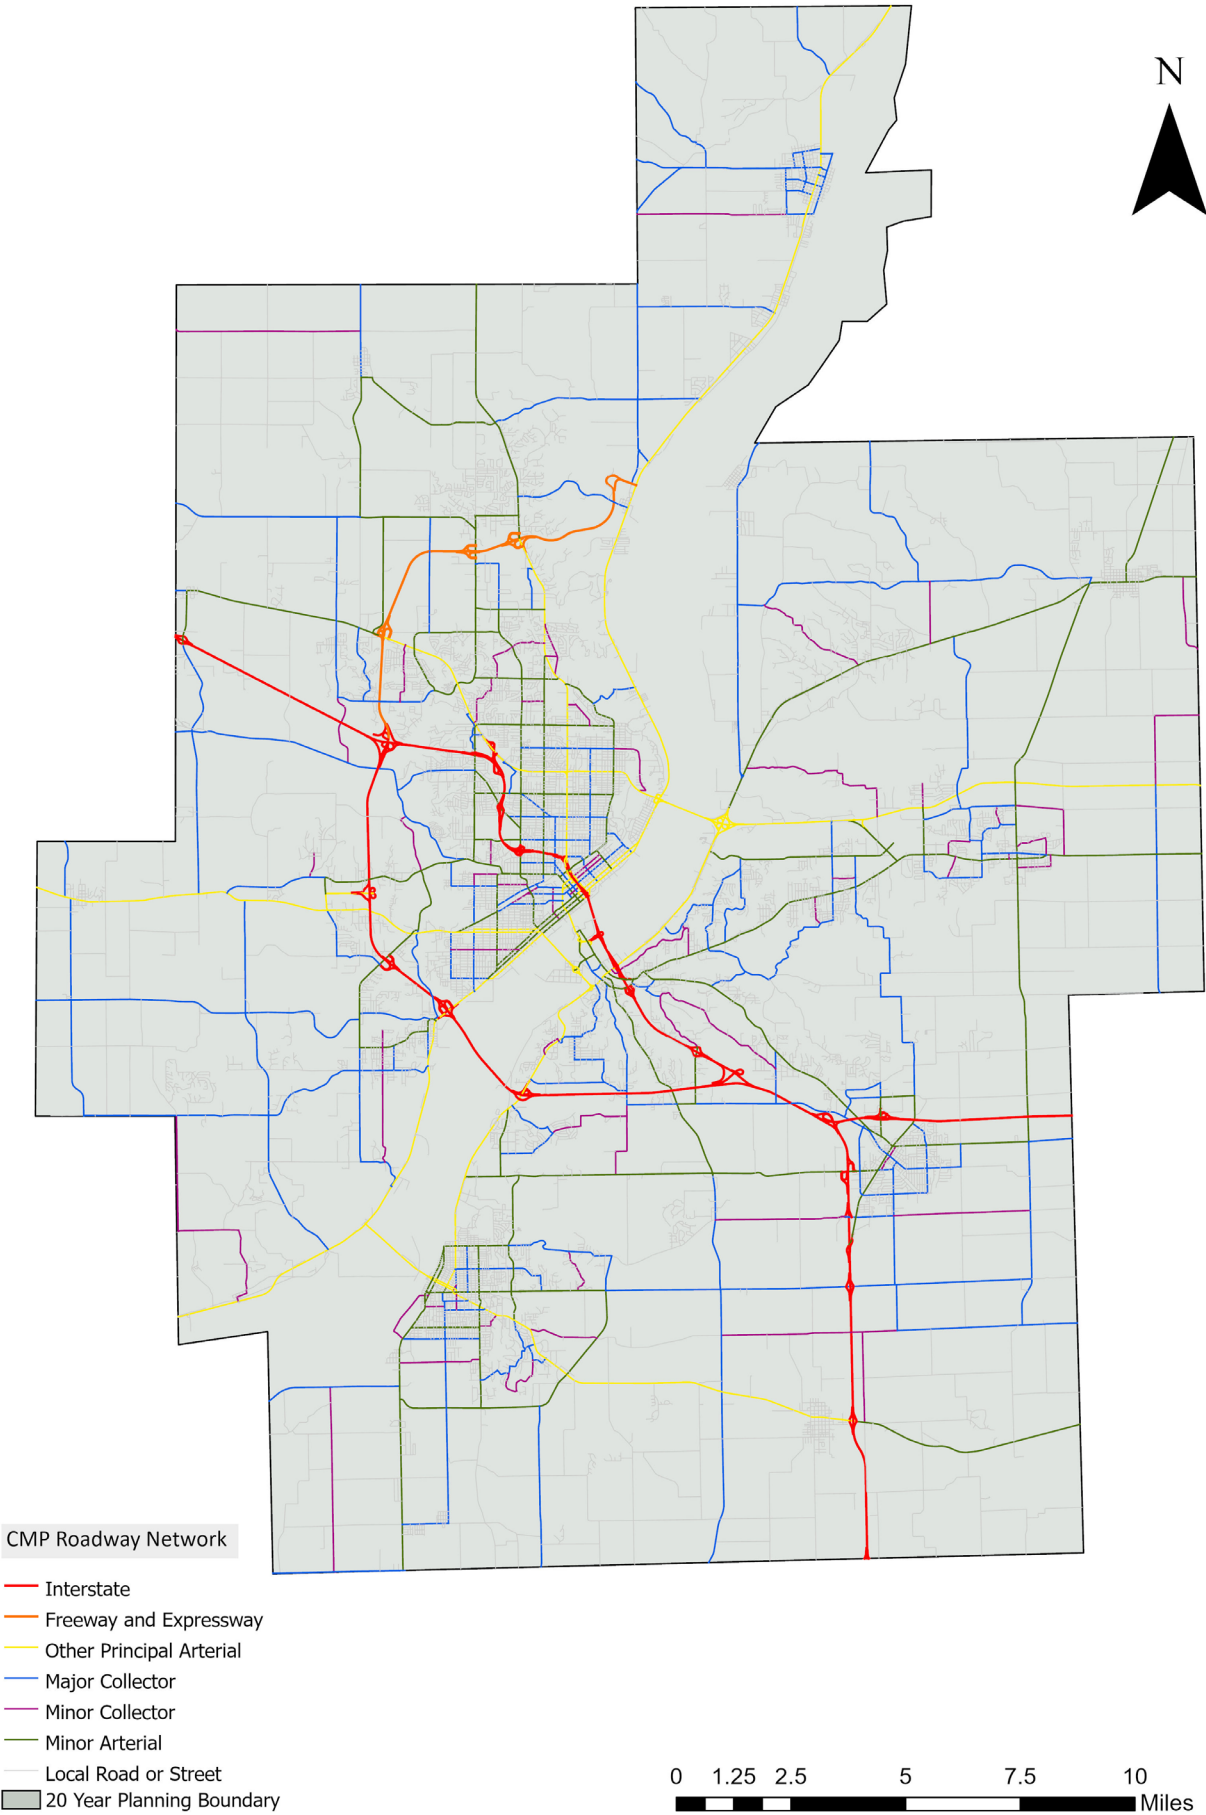 N
CMP Roadway Network
Interstate
Freeway and Expressway
Other Principal Arterial
Major Collector
Minor Collector
Minor Arterial
Local Road or Street
20 Year Planning Boundary
0 1.25 2.5 5 7.5 10
Miles